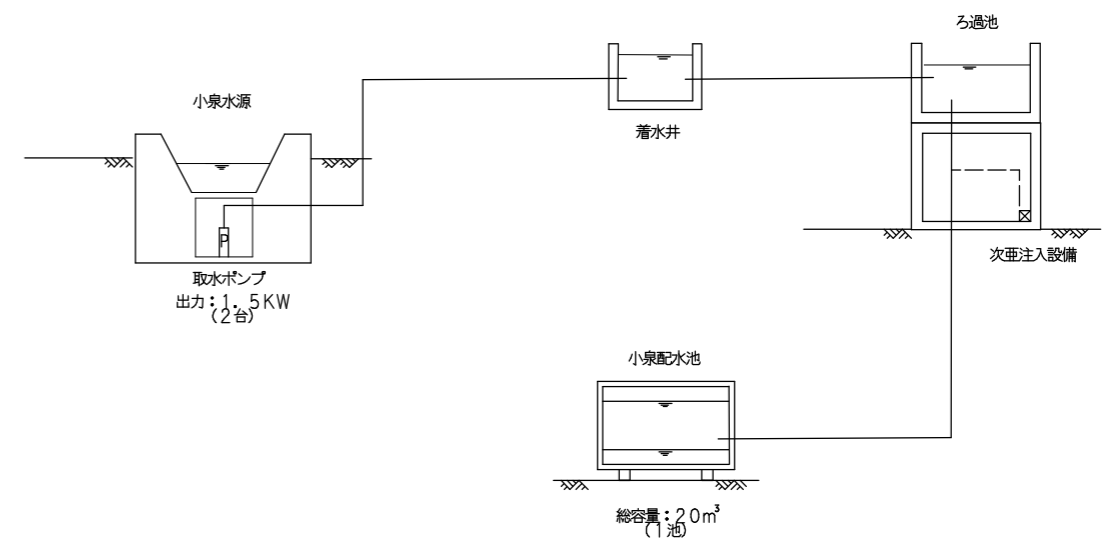 ろ過池
小泉水源
着水井
P
次亜注入設備
取水ポンプ
出力:1.5KW
(2台)
小泉配水池
総容量:20m³
(1池)